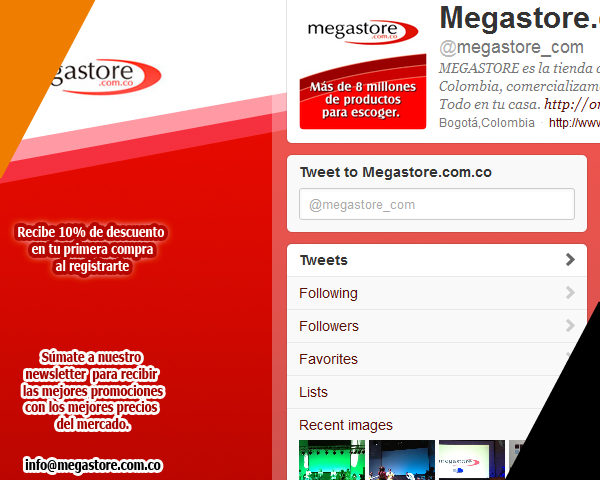 gastore
.com.co
Recibe 10% de descuento
en tu primera compra
al registrarte
Súmate a nuestro
newsletter para recibir
las mejores promociones
con los mejores precios
del mercado.
info@megastore.com.co
megastore
.com.co
Más de 8 millones
de productos
para escoger.
Megastore.
@megastore_com
MEGASTORE es la tienda
Colombia, comercializam
Todo en tu casa. http://o
Bogotá,Colombia · http://www
Tweet to Megastore.com.co
@megastore_com
Tweets
Following
Followers
Favorites
Lists
Recent images
megastore